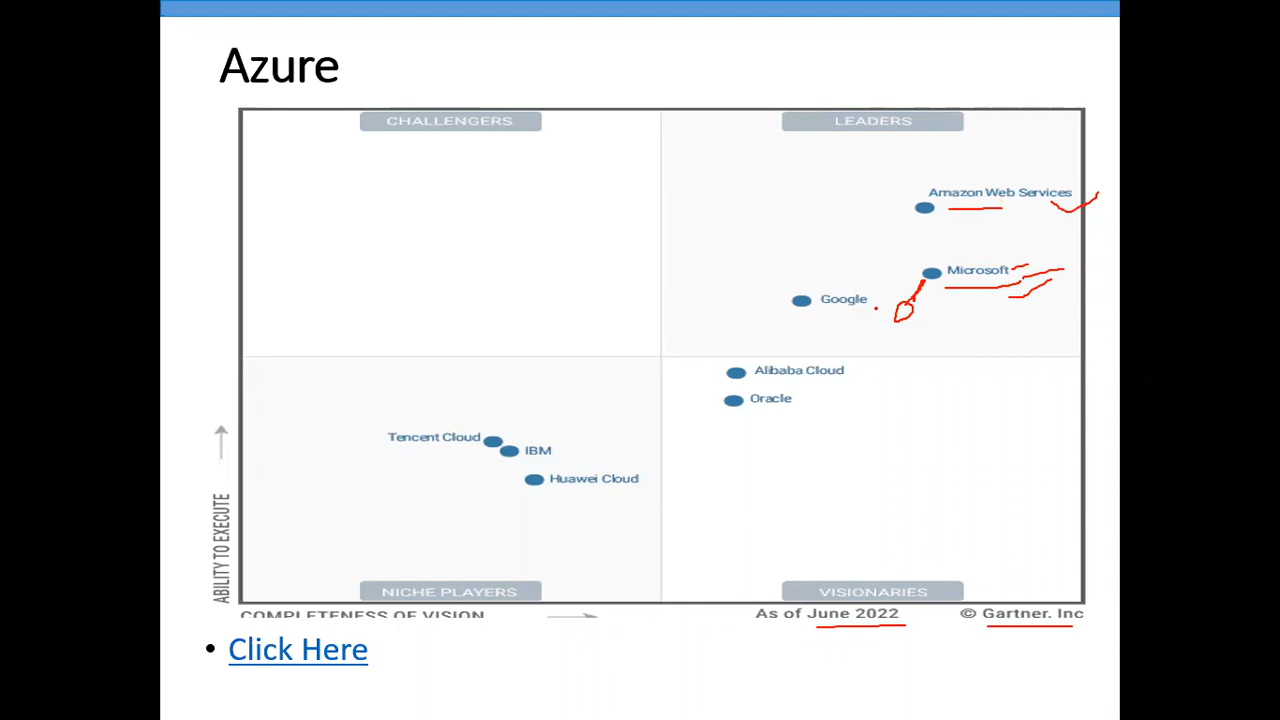 Azure
CHALLENGERS
LEADERS
Amazon Web Services
Microsoft
Google
Alibaba Cloud
Oracle
Tencent Cloud
IBM
Huawei Cloud
ABILITY TO EXECUTE
NICHE PLAYERS
VISIONARIES
COMPLETENESS OF VISION
As of June 2022
© Gartner, Inc
• Click Here